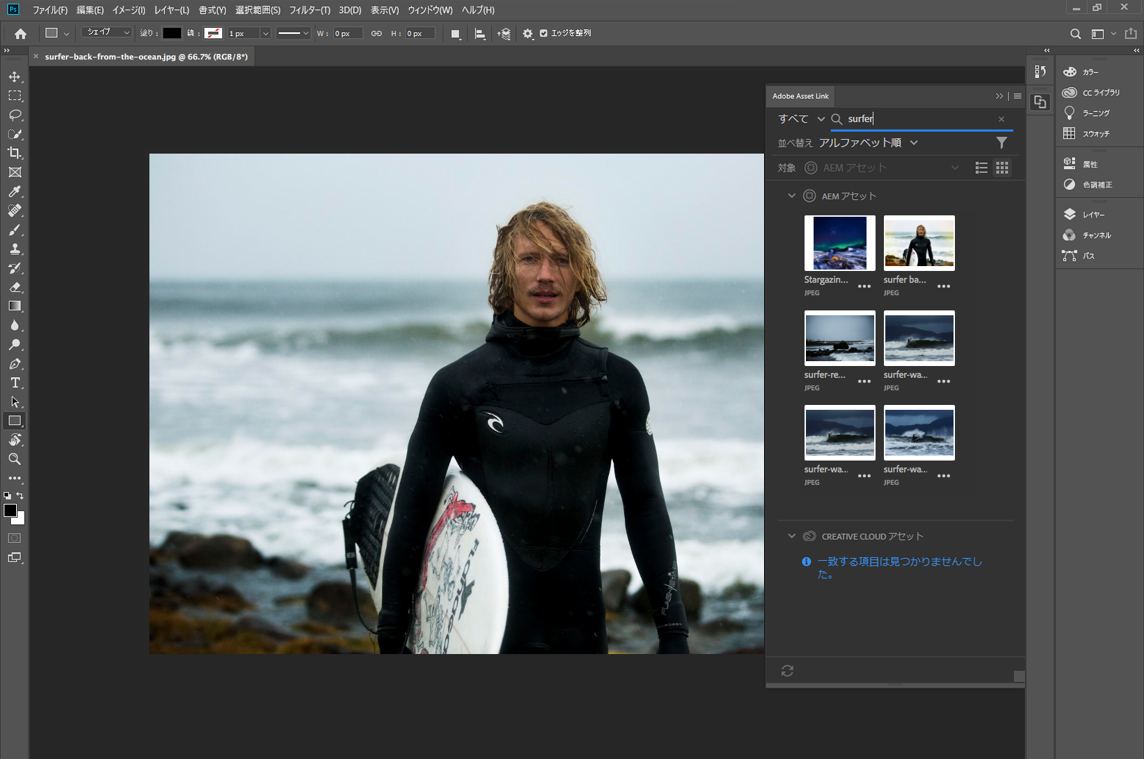 Ps ファイル(F) 編集(E) イメージ(I) レイヤー(L) 書式(Y) 選択範囲(S) フィルター(T) 3D(D) 表示(V) ウィンドウ(W) ヘルプ(H)
シェイプ 塗り: 線: 1 px W: 0 px H: 0 px エッジを整列
surfer-back-from-the-ocean.jpg @ 66.7% (RGB/8*)
Adobe Asset Link
すべて surfer
並べ替え アルファベット順
対象 AEM アセット
AEM アセット
Stargazin... surfer ba...
JPEG JPEG
surfer-re... surfer-wa...
JPEG JPEG
surfer-wa... surfer-wa...
JPEG JPEG
CREATIVE CLOUD アセット
一致する項目は見つかりませんでし
た。
カラー
CC ライブラリ
ラーニング
スウォッチ
属性
色調補正
レイヤー
チャンネル
パス